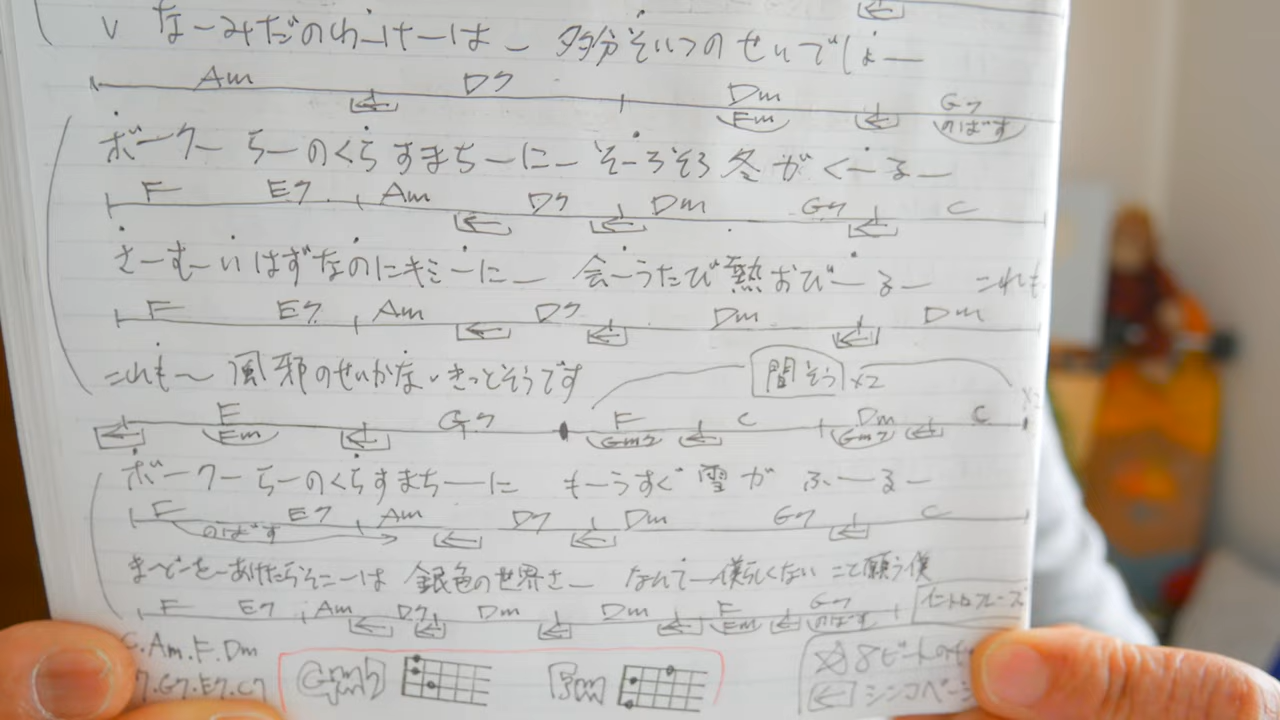 ∨ なーみだのわーけーは ー 多分そいつのせいでしょー
Am D7 Dm G7
Fm のばす
ボークー らーのくらすまちーにー そーろそろ 冬がくーるー
F E7 Am D7 Dm G7 C
さーむーいはずなのにキミーにー 会ーうたび熱おびーるー これも
F E7 Am D7 Dm Dm
これも〜 風邪のせいかな、きっとそうです 間そう ×2
G7 F C Dm C
Gm7 Gm7
ボークー らーのくらすまちーに もーうすぐ雪が ふーるー
F E7 Am D7 Dm G7 C
のばす
まーどーをーあけたらそこーは 銀色の世界さー なんてー僕らしくない こと願う僕
F E7 Am D7 Dm Dm F G7 イントロフレーズ
のばす
C.Am.F.Dm
G7.E7.C7 Gm7 Fm
8ビートの
← シンコペー